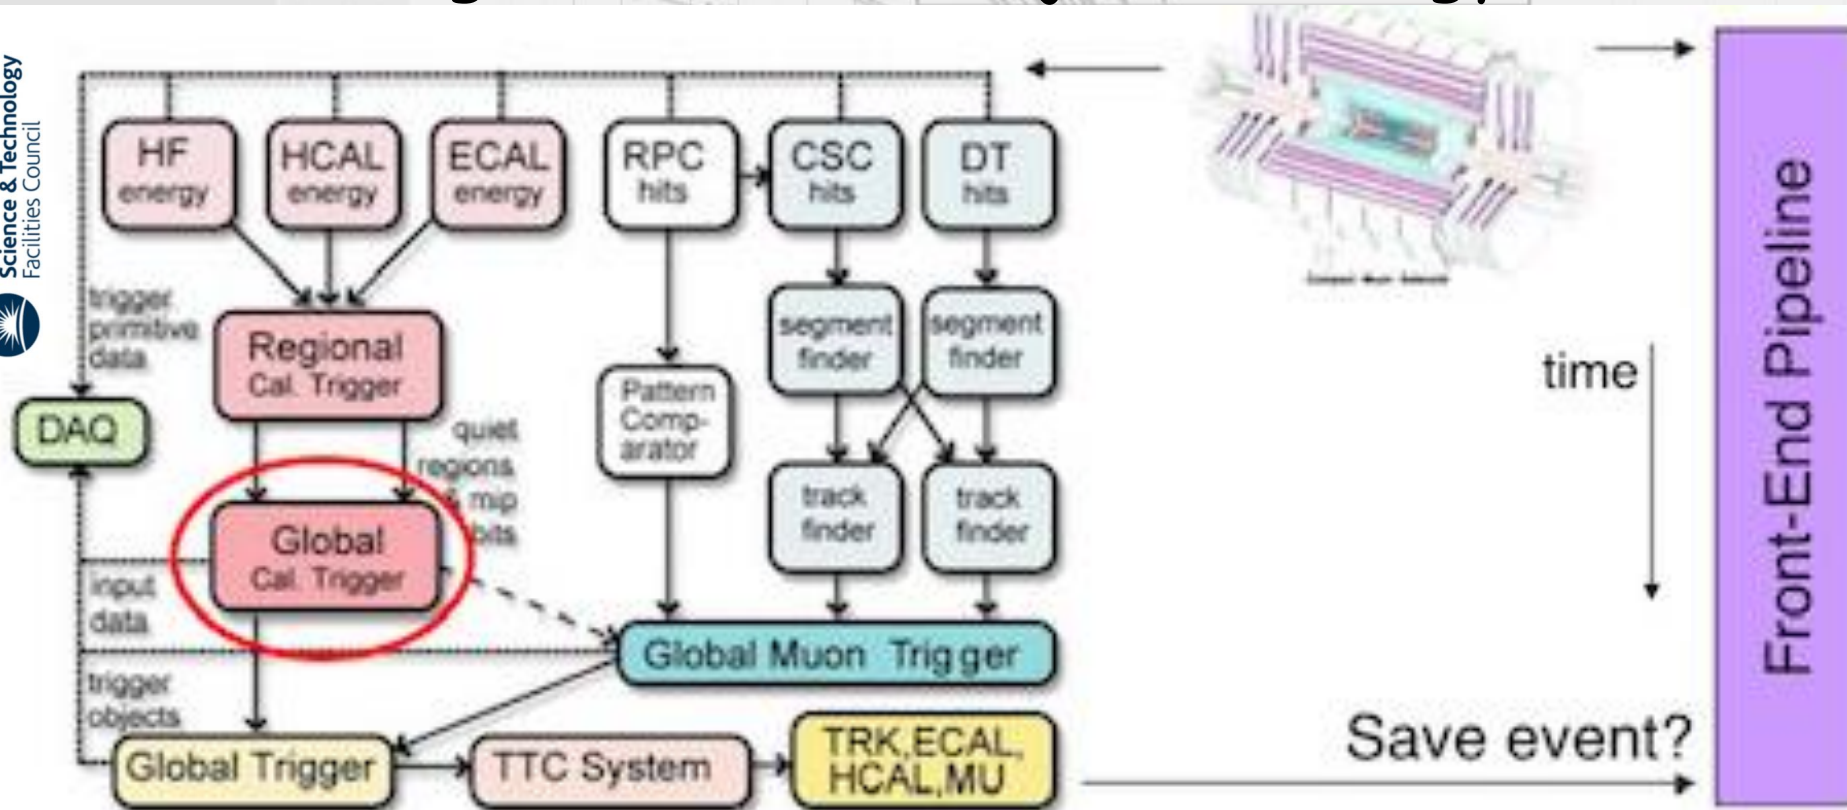 Science & Technology
Facilities Council
HF
energy
HCAL
energy
ECAL
energy
RPC
hits
CSC
hits
DT
hits
trigger
primitive
data
Regional
Cal. Trigger
segment
finder
segment
finder
Pattern
Comp-
arator
DAQ
quiet
regions
& mip
bits
Global
Cal. Trigger
track
finder
track
finder
input
data
Global Muon Trigger
trigger
objects
Global Trigger
TTC System
TRK,ECAL,
HCAL,MU
Compact Muon Solenoid
time
Save event?
Front-End Pipeline